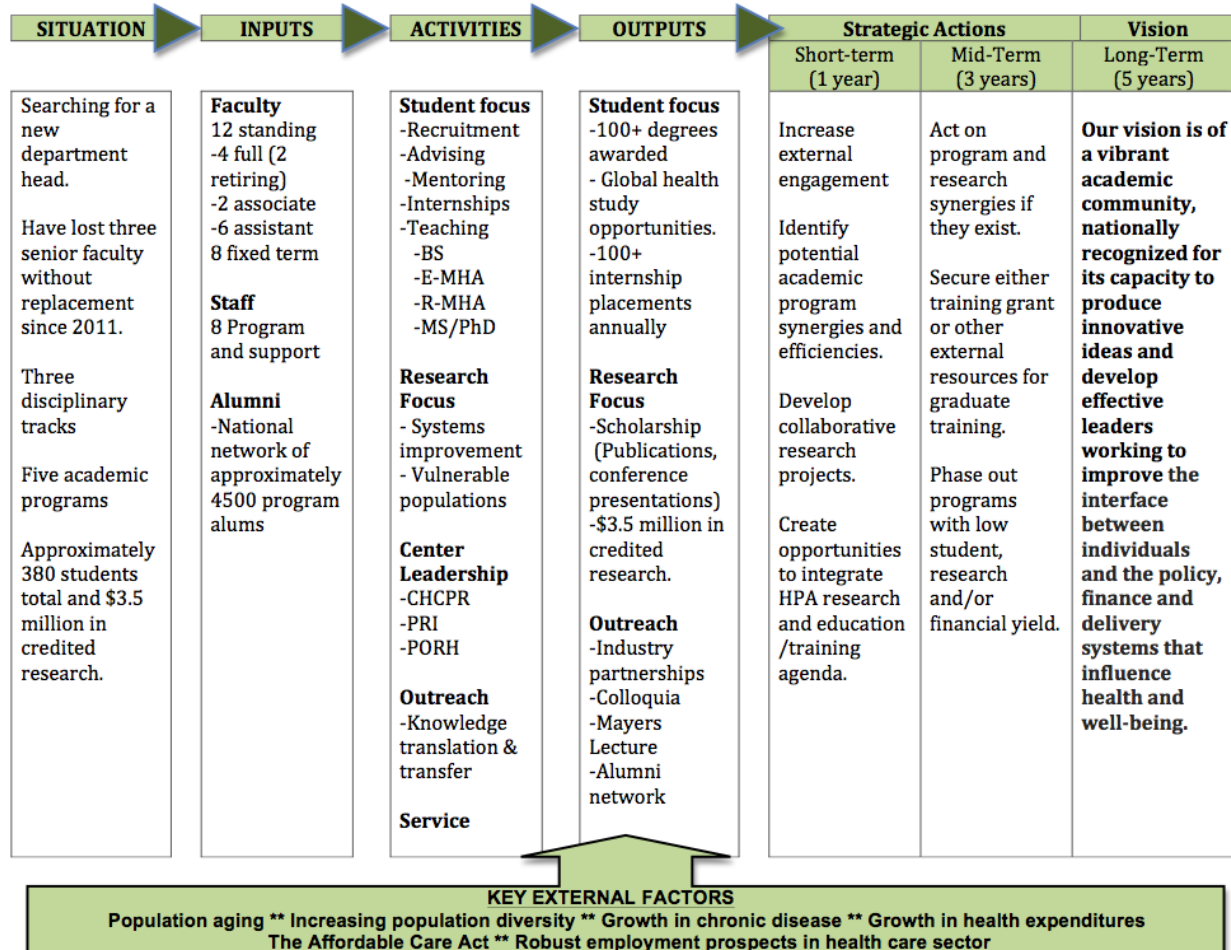 SITUATION
INPUTS
ACTIVITIES
OUTPUTS
Strategic Actions
Vision
Short-term
(1 year)
Mid-Term
(3 years)
Long-Term
(5 years)
Searching for a
new
department
head.
Have lost three
senior faculty
without
replacement
since 2011.
Three
disciplinary
tracks
Five academic
programs
Approximately
380 students
total and $3.5
million in
credited
research.
Faculty
12 standing
-4 full (2
retiring)
-2 associate
-6 assistant
8 fixed term
Staff
8 Program
and support
Alumni
-National
network of
approximately
4500 program
alums
Student focus
-Recruitment
-Advising
-Mentoring
-Internships
-Teaching
-BS
-E-MHA
-R-MHA
-MS/PhD
Research
Focus
- Systems
improvement
- Vulnerable
populations
Center
Leadership
-CHCPR
-PRI
-PORH
Outreach
-Knowledge
translation &
transfer
Service
Student focus
-100+ degrees
awarded
- Global health
study
opportunities.
-100+
internship
placements
annually
Research
Focus
-Scholarship
(Publications,
conference
presentations)
-$3.5 million in
credited
research.
Outreach
-Industry
partnerships
-Colloquia
-Mayers
Lecture
-Alumni
network
Increase
external
engagement
Identify
potential
academic
program
synergies and
efficiencies.
Develop
collaborative
research
projects.
Create
opportunities
to integrate
HPA research
and education
/training
agenda.
Act on
program and
research
synergies if
they exist.
Secure either
training grant
or other
external
resources for
graduate
training.
Phase out
programs
with low
student,
research
and/or
financial yield.
Our vision is of
a vibrant
academic
community,
nationally
recognized for
its capacity to
produce
innovative
ideas and
develop
effective
leaders
working to
improve the
interface
between
individuals
and the policy,
finance and
delivery
systems that
influence
health and
well-being.
KEY EXTERNAL FACTORS
Population aging ** Increasing population diversity ** Growth in chronic disease ** Growth in health expenditures
The Affordable Care Act ** Robust employment prospects in health care sector